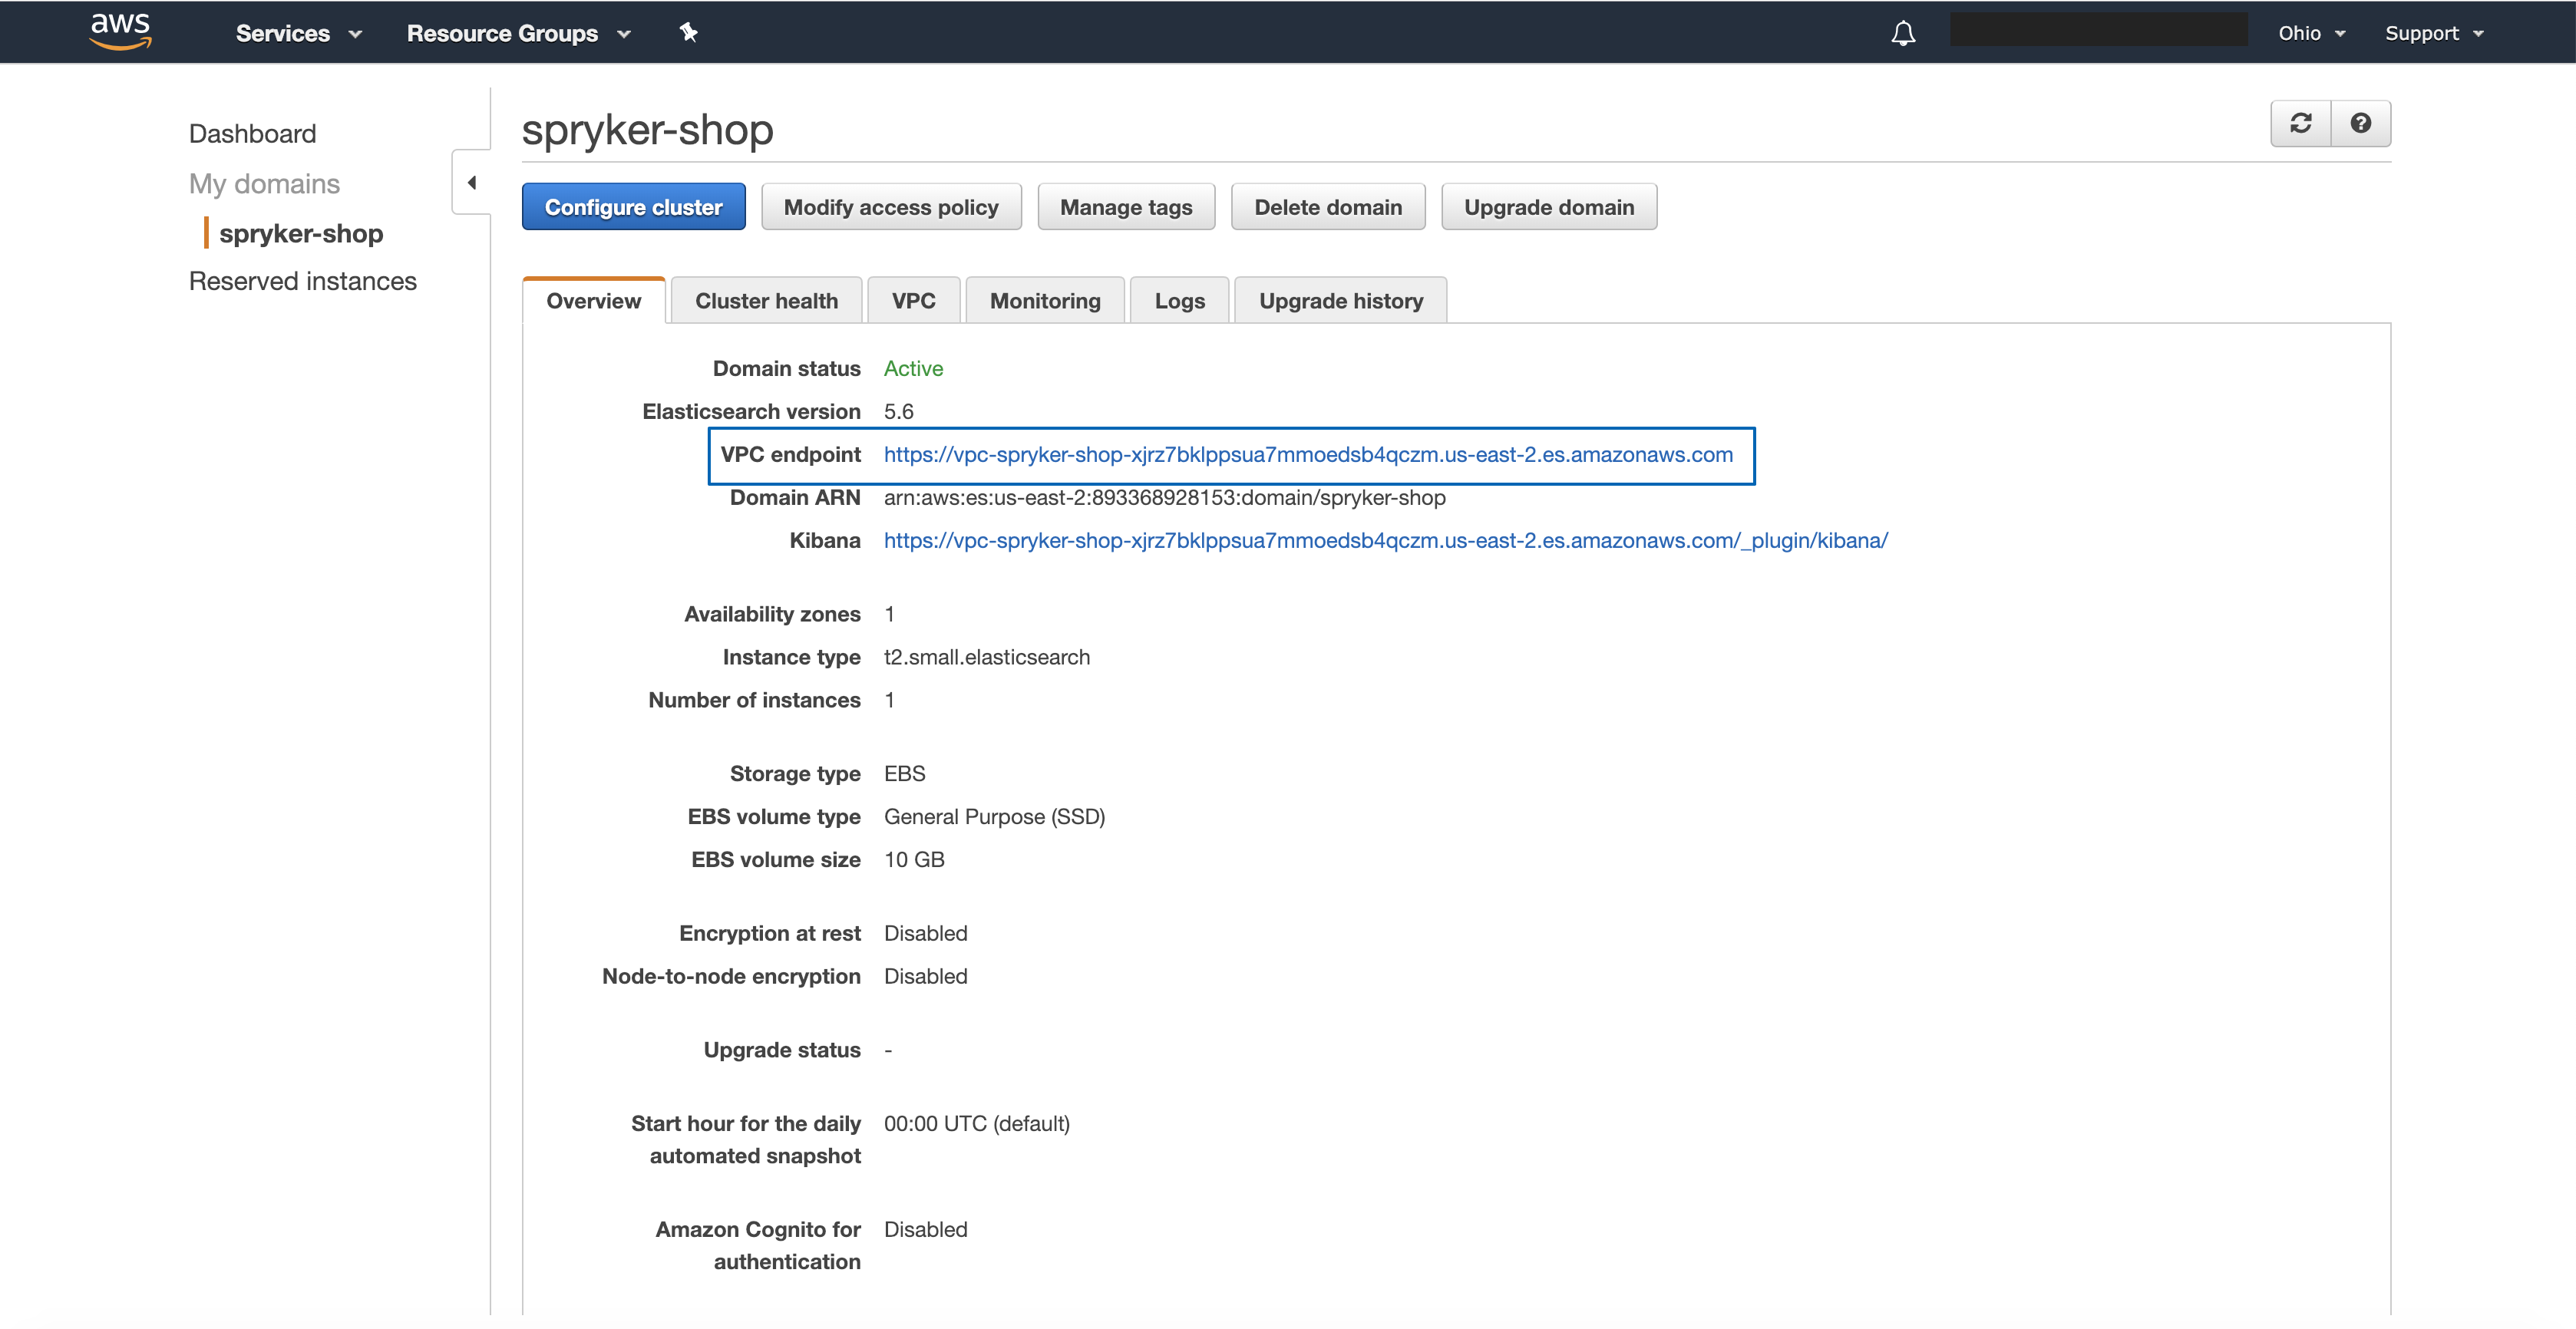 aws Services Resource Groups Ohio Support
Dashboard
My domains
spryker-shop
Reserved instances
spryker-shop
Configure cluster Modify access policy Manage tags Delete domain Upgrade domain
Overview Cluster health VPC Monitoring Logs Upgrade history
Domain status Active
Elasticsearch version 5.6
VPC endpoint https://vpc-spryker-shop-xjrz7bklppsua7mmoedsb4qczm.us-east-2.es.amazonaws.com
Domain ARN arn:aws:es:us-east-2:893368928153:domain/spryker-shop
Kibana https://vpc-spryker-shop-xjrz7bklppsua7mmoedsb4qczm.us-east-2.es.amazonaws.com/_plugin/kibana/
Availability zones 1
Instance type t2.small.elasticsearch
Number of instances 1
Storage type EBS
EBS volume type General Purpose (SSD)
EBS volume size 10 GB
Encryption at rest Disabled
Node-to-node encryption Disabled
Upgrade status -
Start hour for the daily 00:00 UTC (default)
automated snapshot
Amazon Cognito for Disabled
authentication